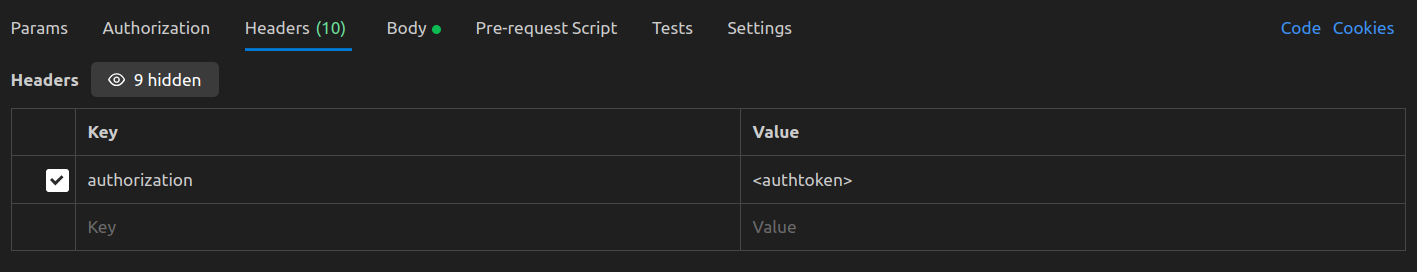 Params Authorization Headers (10) Body Pre-request Script Tests Settings Code Cookies
Headers 9 hidden
Key Value
authorization <authtoken>
Key Value